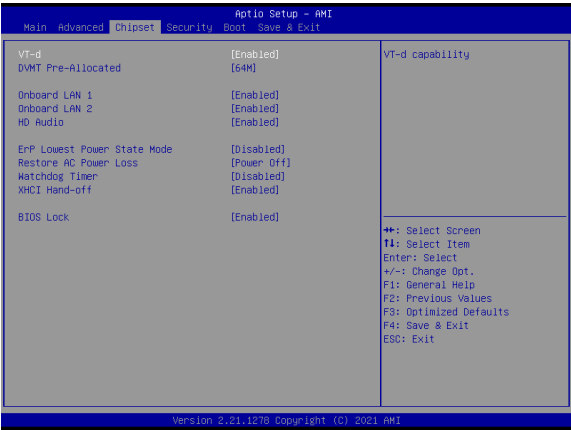 Aptio Setup - AMI
Main Advanced Chipset Security Boot Save & Exit
VT-d [Enabled]
DVMT Pre-Allocated [64M]
Onboard LAN 1 [Enabled]
Onboard LAN 2 [Enabled]
HD Audio [Enabled]
ErP Lowest Power State Mode [Disabled]
Restore AC Power Loss [Power Off]
Watchdog Timer [Disabled]
XHCI Hand-off [Enabled]
BIOS Lock [Enabled]
VT-d capability
→←: Select Screen
↑↓: Select Item
Enter: Select
+/-: Change Opt.
F1: General Help
F2: Previous Values
F3: Optimized Defaults
F4: Save & Exit
ESC: Exit
Version 2.21.1278 Copyright (C) 2021 AMI